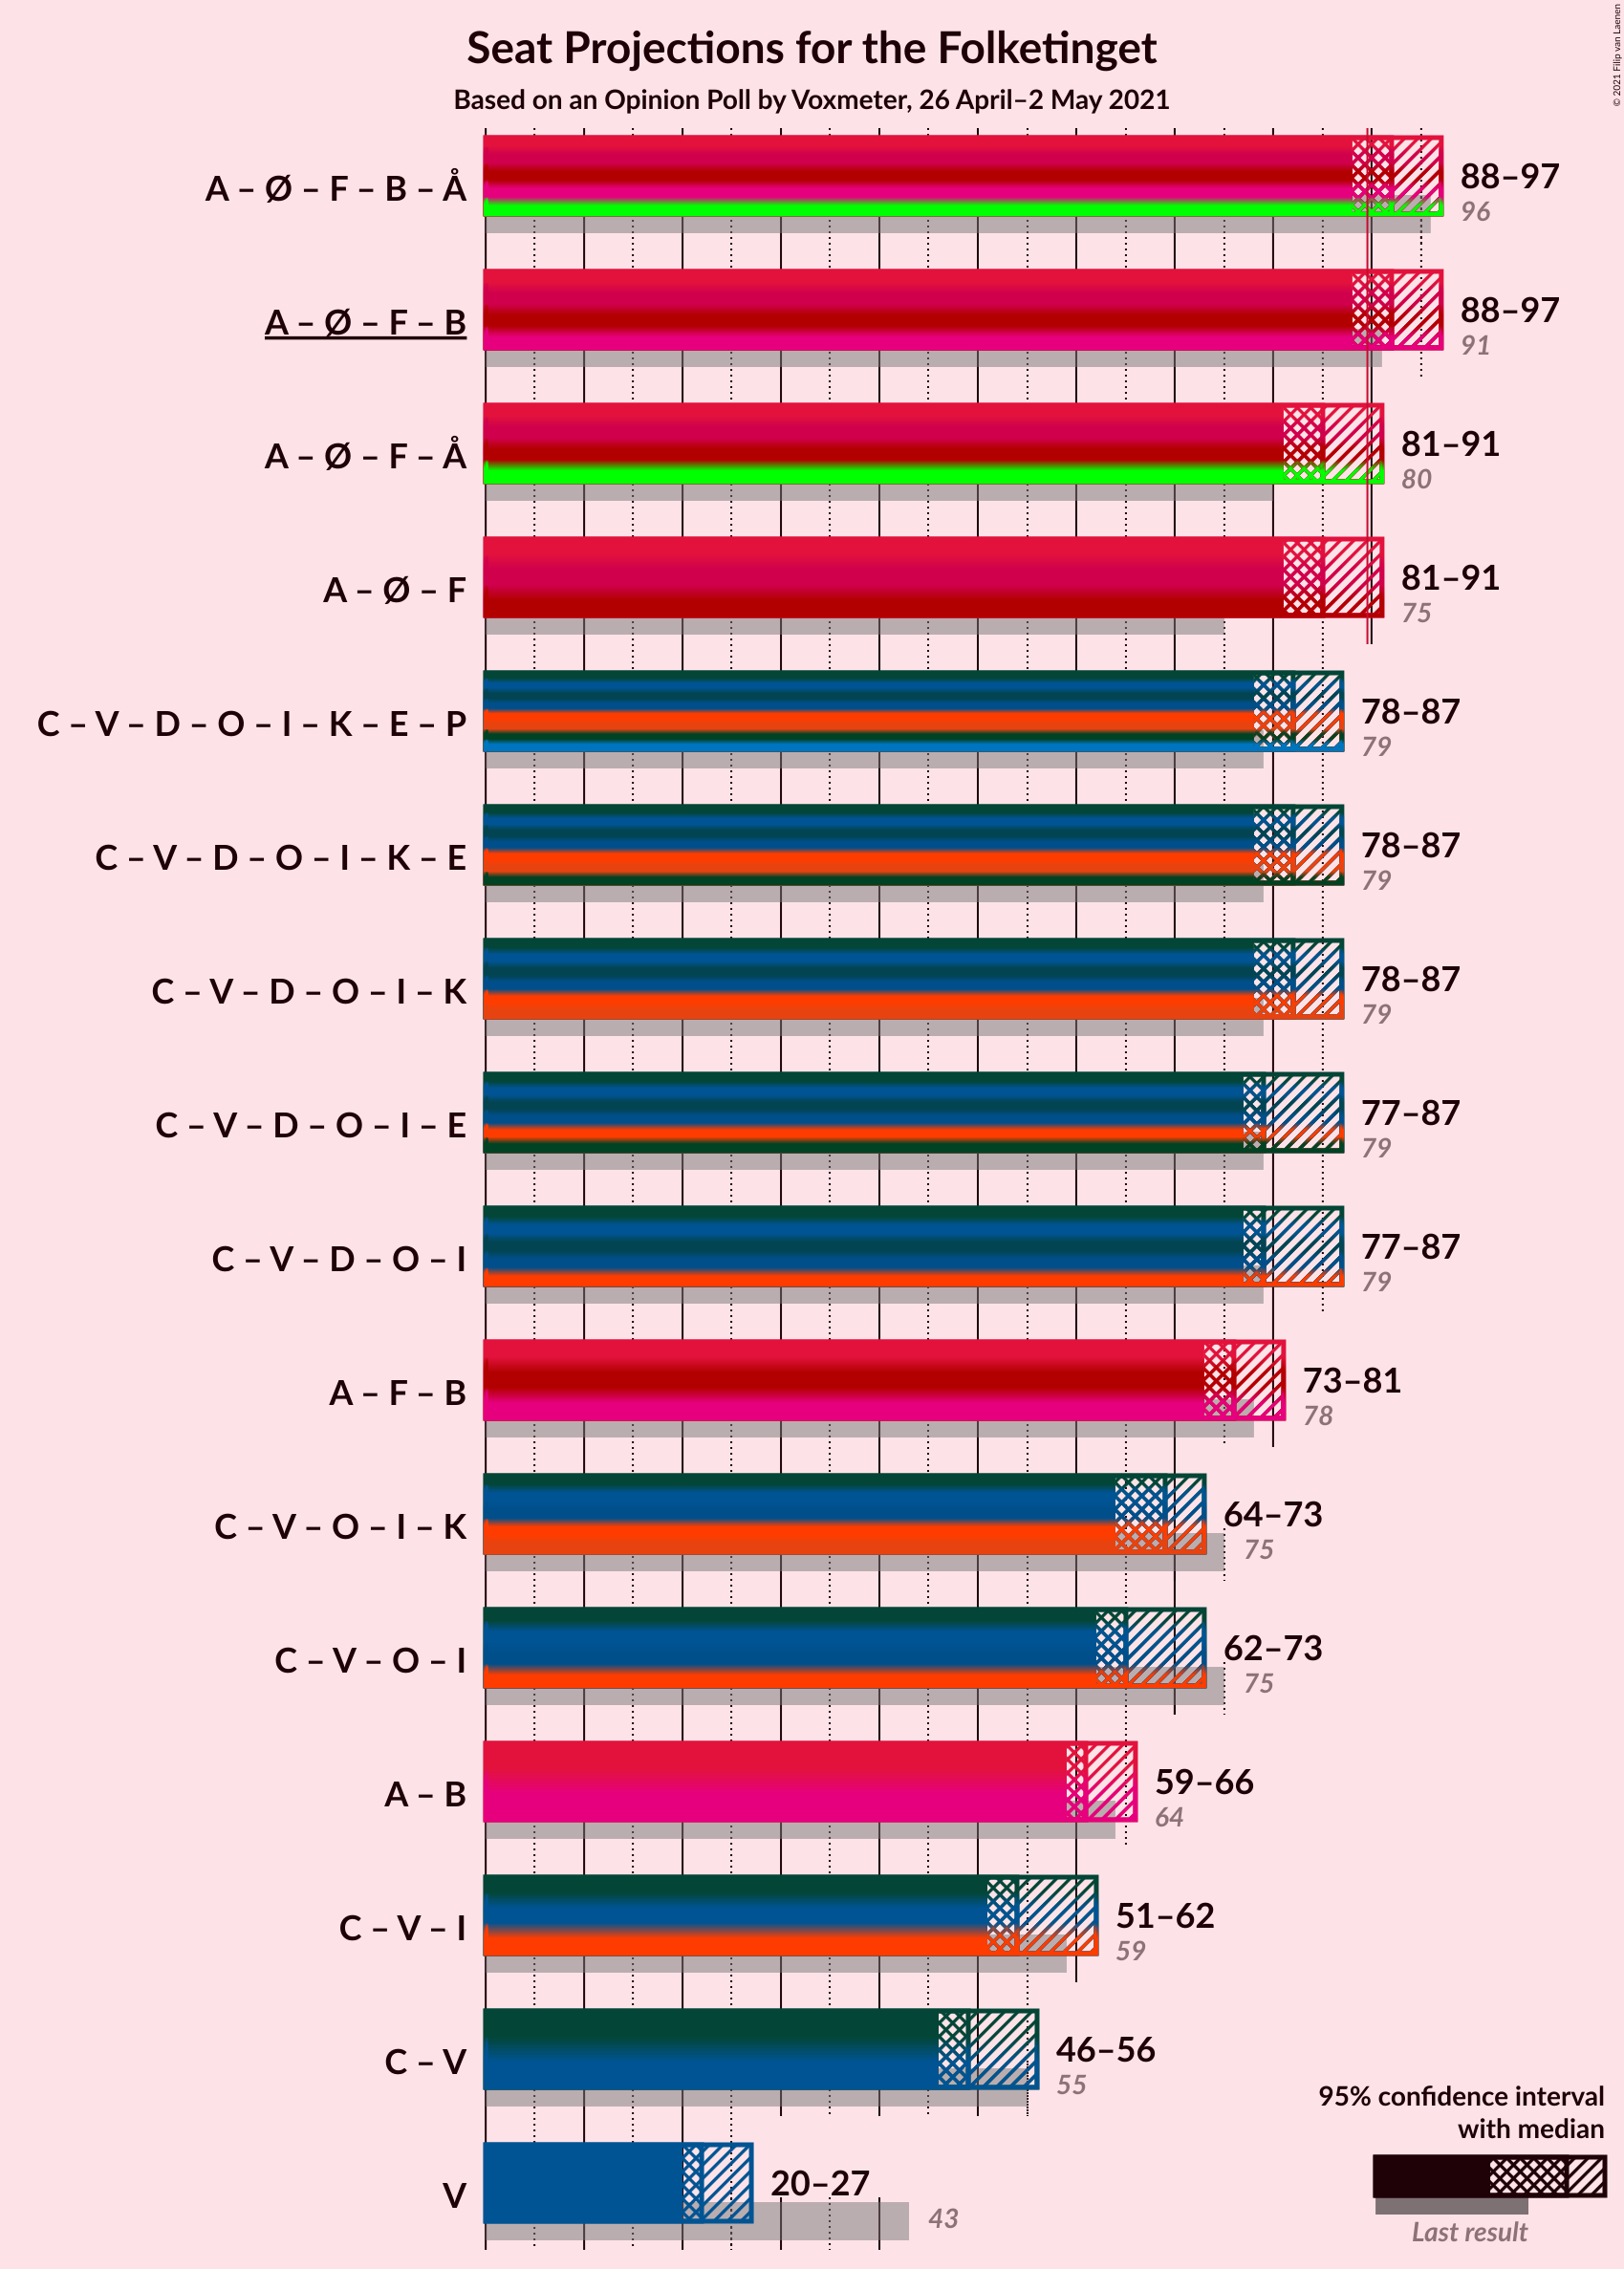 Seat Projections for the Folketinget
Based on an Opinion Poll by Voxmeter, 26 April–2 May 2021
© 2021 Filip van Laenen
A – Ø – F – B – Å
88–97
96
A – Ø – F – B
88–97
91
A – Ø – F – Å
81–91
80
A – Ø – F
81–91
75
C – V – D – O – I – K – E – P
78–87
79
C – V – D – O – I – K – E
78–87
79
C – V – D – O – I – K
78–87
79
C – V – D – O – I – E
77–87
79
C – V – D – O – I
77–87
79
A – F – B
73–81
78
C – V – O – I – K
64–73
75
C – V – O – I
62–73
75
A – B
59–66
64
C – V – I
51–62
59
C – V
46–56
55
V
20–27
43
95% confidence interval
with median
Last result